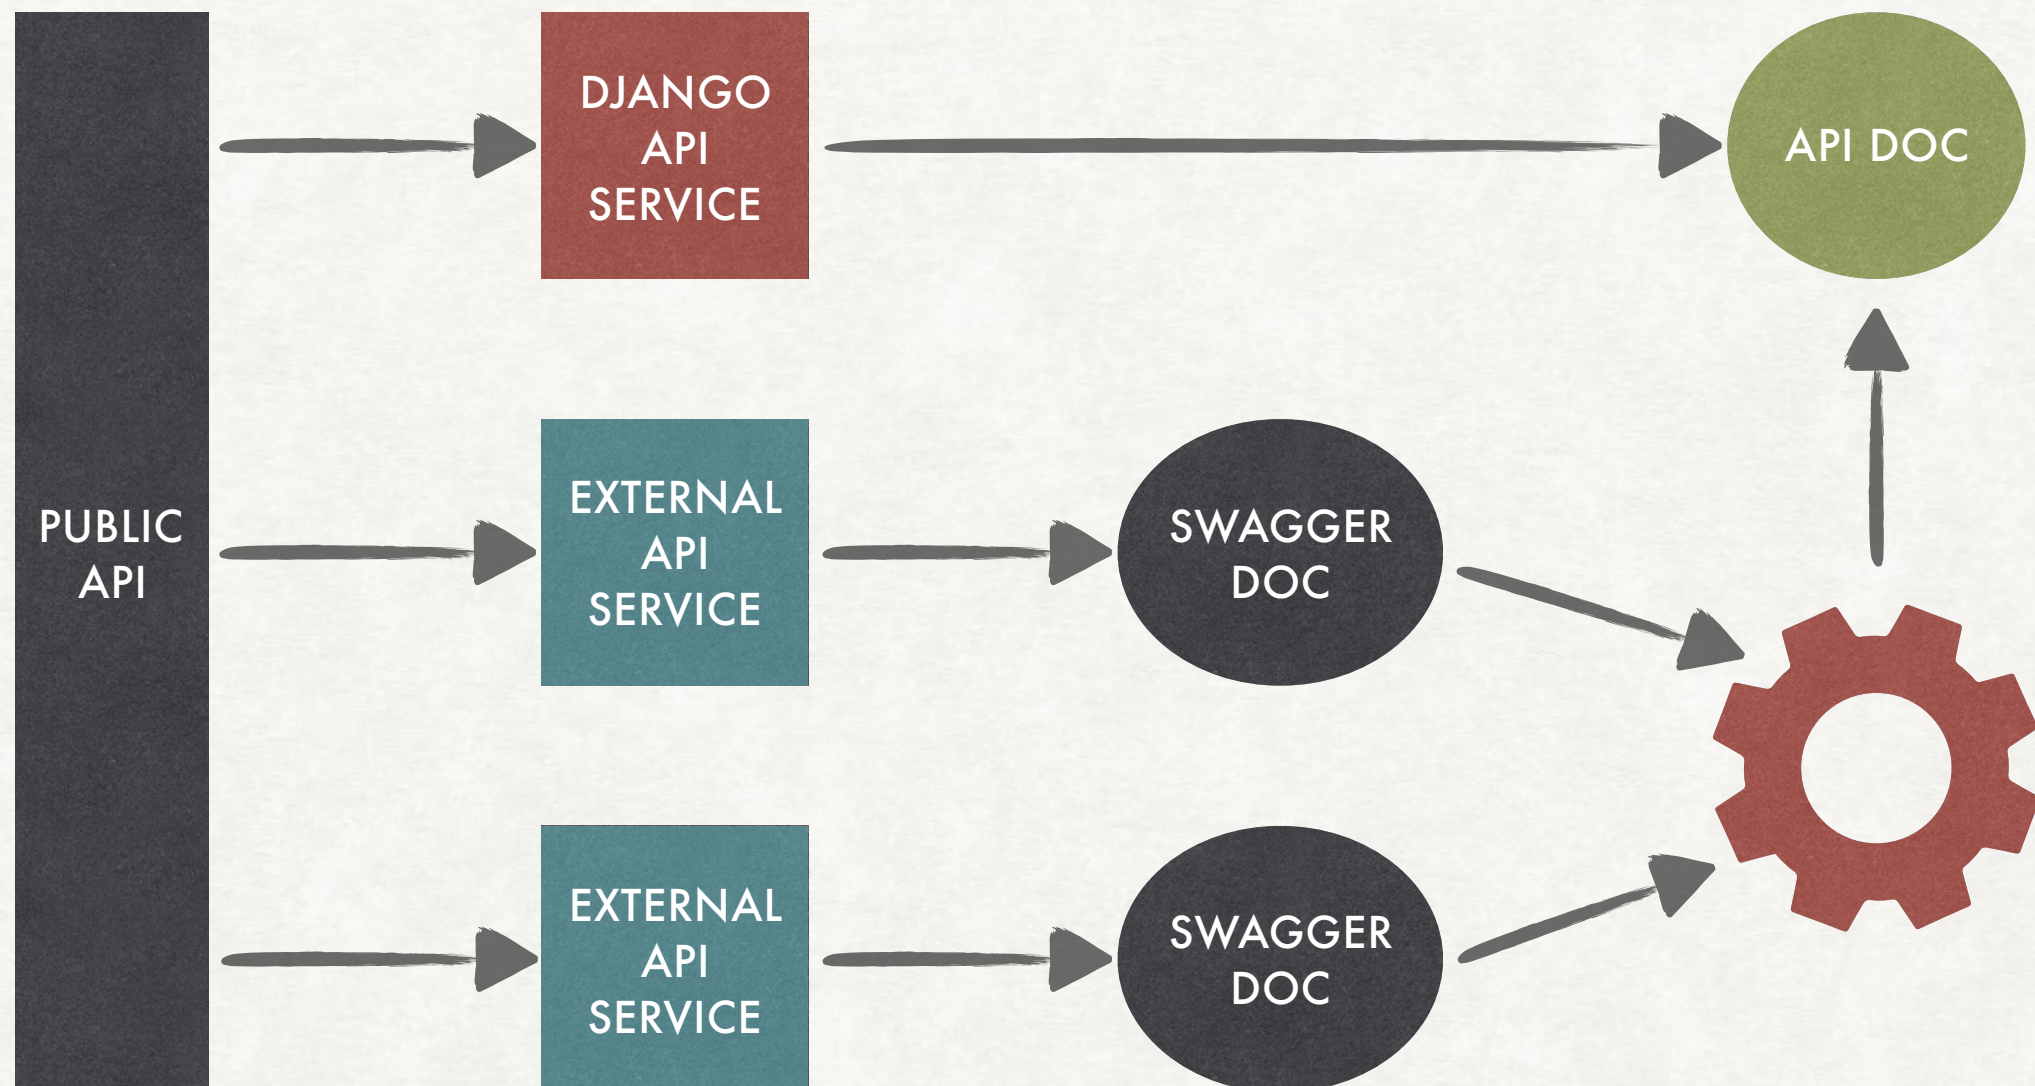 PUBLIC
API
DJANGO
API
SERVICE
API DOC
EXTERNAL
API
SERVICE
SWAGGER
DOC
EXTERNAL
API
SERVICE
SWAGGER
DOC